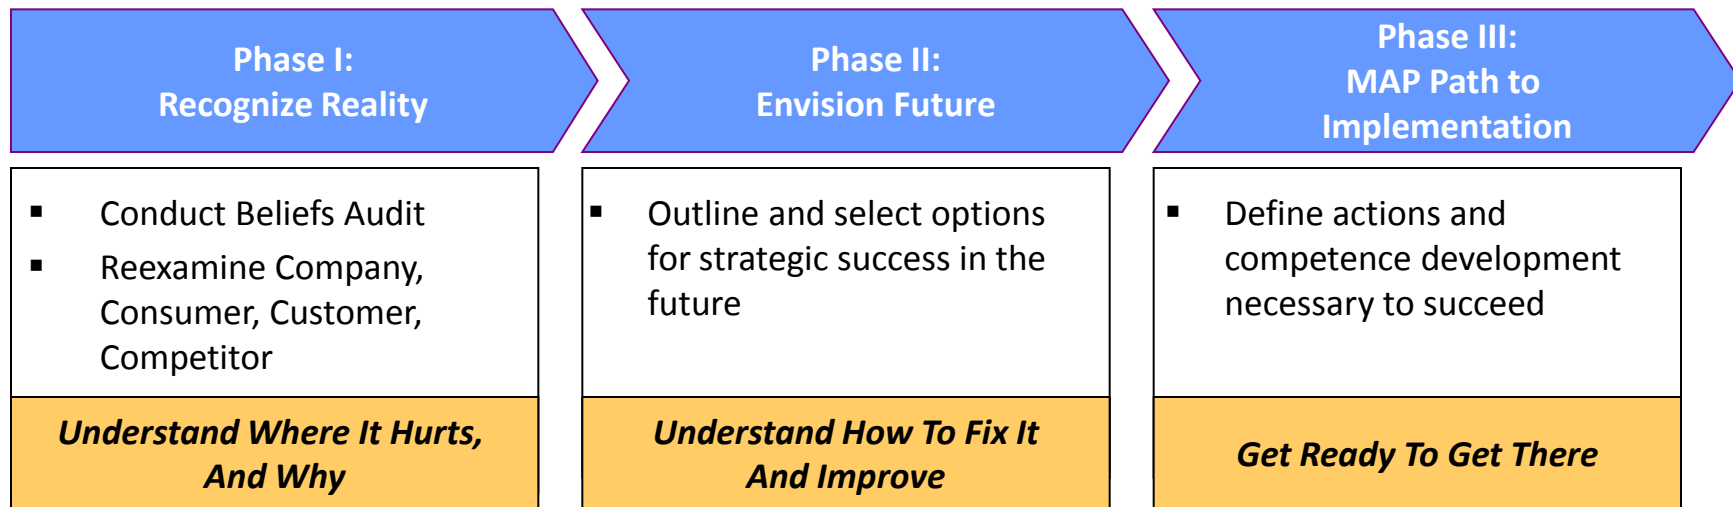 Phase I:
Recognize Reality
Phase II:
Envision Future
Phase III:
MAP Path to
Implementation
▪ Conduct Beliefs Audit
▪ Reexamine Company,
Consumer, Customer,
Competitor
▪ Outline and select options
for strategic success in the
future
▪ Define actions and
competence development
necessary to succeed
Understand Where It Hurts,
And Why
Understand How To Fix It
And Improve
Get Ready To Get There